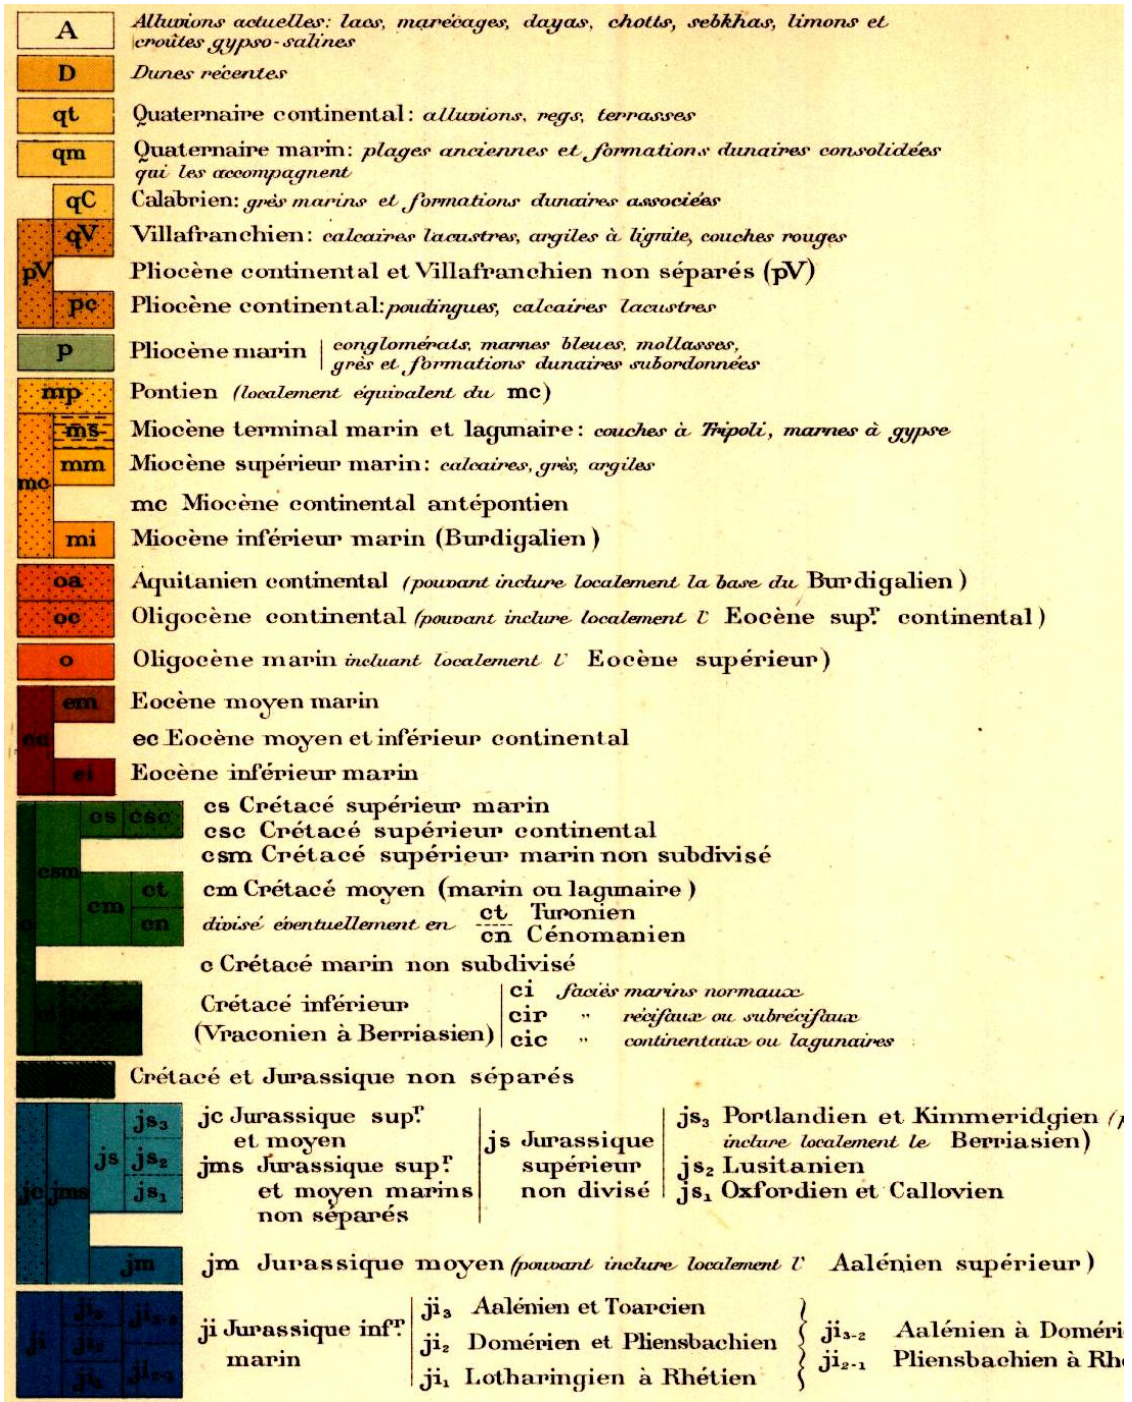 A Alluvions actuelles: lacs, marécages, dayas, chotts, sebkhas, limons et
croûtes gypso-salines
D Dunes récentes
qt Quaternaire continental: alluvions, regs, terrasses
qm Quaternaire marin: plages anciennes et formations dunaires consolidées
qui les accompagnent
qC Calabrien: grès marins et formations dunaires associées
qV Villafranchien: calcaires lacustres, argiles à lignite, couches rouges
pV Pliocène continental et Villafranchien non séparés (pV)
pc Pliocène continental: poudingues, calcaires lacustres
p Pliocène marin conglomérats, marnes bleues, mollasses,
grès et formations dunaires subordonnées
mp Pontien (localement équivalent du mc)
ms Miocène terminal marin et lagunaire: couches à Tripoli, marnes à gypse
mm Miocène supérieur marin: calcaires, grès, argiles
mc mc Miocène continental antépontien
mi Miocène inférieur marin (Burdigalien)
oa Aquitanien continental (pouvant inclure localement la base du Burdigalien)
oc Oligocène continental (pouvant inclure localement l' Eocène supr. continental)
o Oligocène marin incluant localement l' Eocène supérieur)
em Eocène moyen marin
ec ec Eocène moyen et inférieur continental
ei Eocène inférieur marin
cs csc cs Crétacé supérieur marin
csc Crétacé supérieur continental
csm csm Crétacé supérieur marin non subdivisé
cm ct cm Crétacé moyen (marin ou lagunaire)
cn divisé éventuellement en ct Turonien
cn Cénomanien
c c Crétacé marin non subdivisé
Crétacé inférieur
(Vraconien à Berriasien)
ci faciès marins normaux
cir " récifaux ou subrécifaux
cic " continentaux ou lagunaires
Crétacé et Jurassique non séparés
jc jms js js3 js2 js1
jc Jurassique supr.
et moyen
jms Jurassique supr.
et moyen marins
non séparés
js Jurassique
supérieur
non divisé
js3 Portlandien et Kimmeridgien (
inclure localement le Berriasien)
js2 Lusitanien
js1 Oxfordien et Callovien
jm jm Jurassique moyen (pouvant inclure localement l' Aalénien supérieur)
ji ji3 ji2 ji1 ji3-2 ji2-1
ji Jurassique infr.
marin
ji3 Aalénien et Toarcien
ji2 Domérien et Pliensbachien
ji1 Lotharingien à Rhétien
ji3-2 Aalénien à Doméri
ji2-1 Pliensbachien à Rh